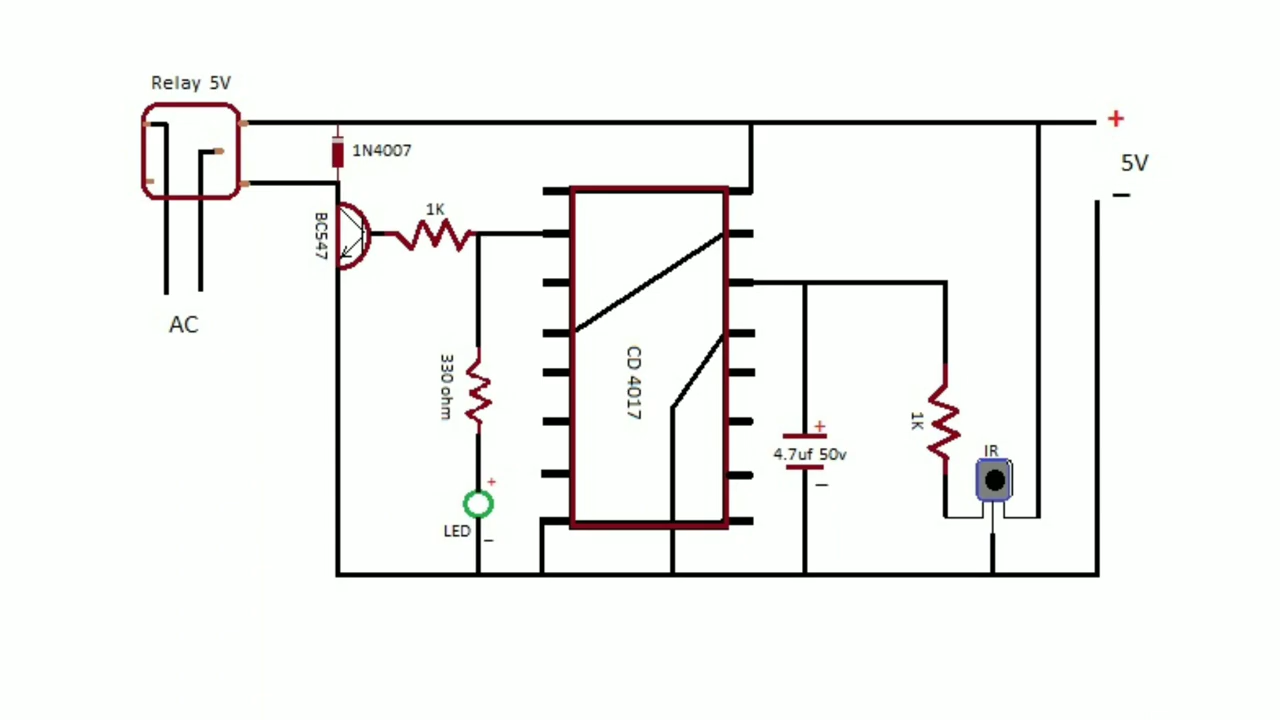 Relay 5V
+
1N4007
5V
–
BC547
1K
AC
330 ohm
CD 4017
1K
+
4.7uf 50v
–
IR
+
LED
–